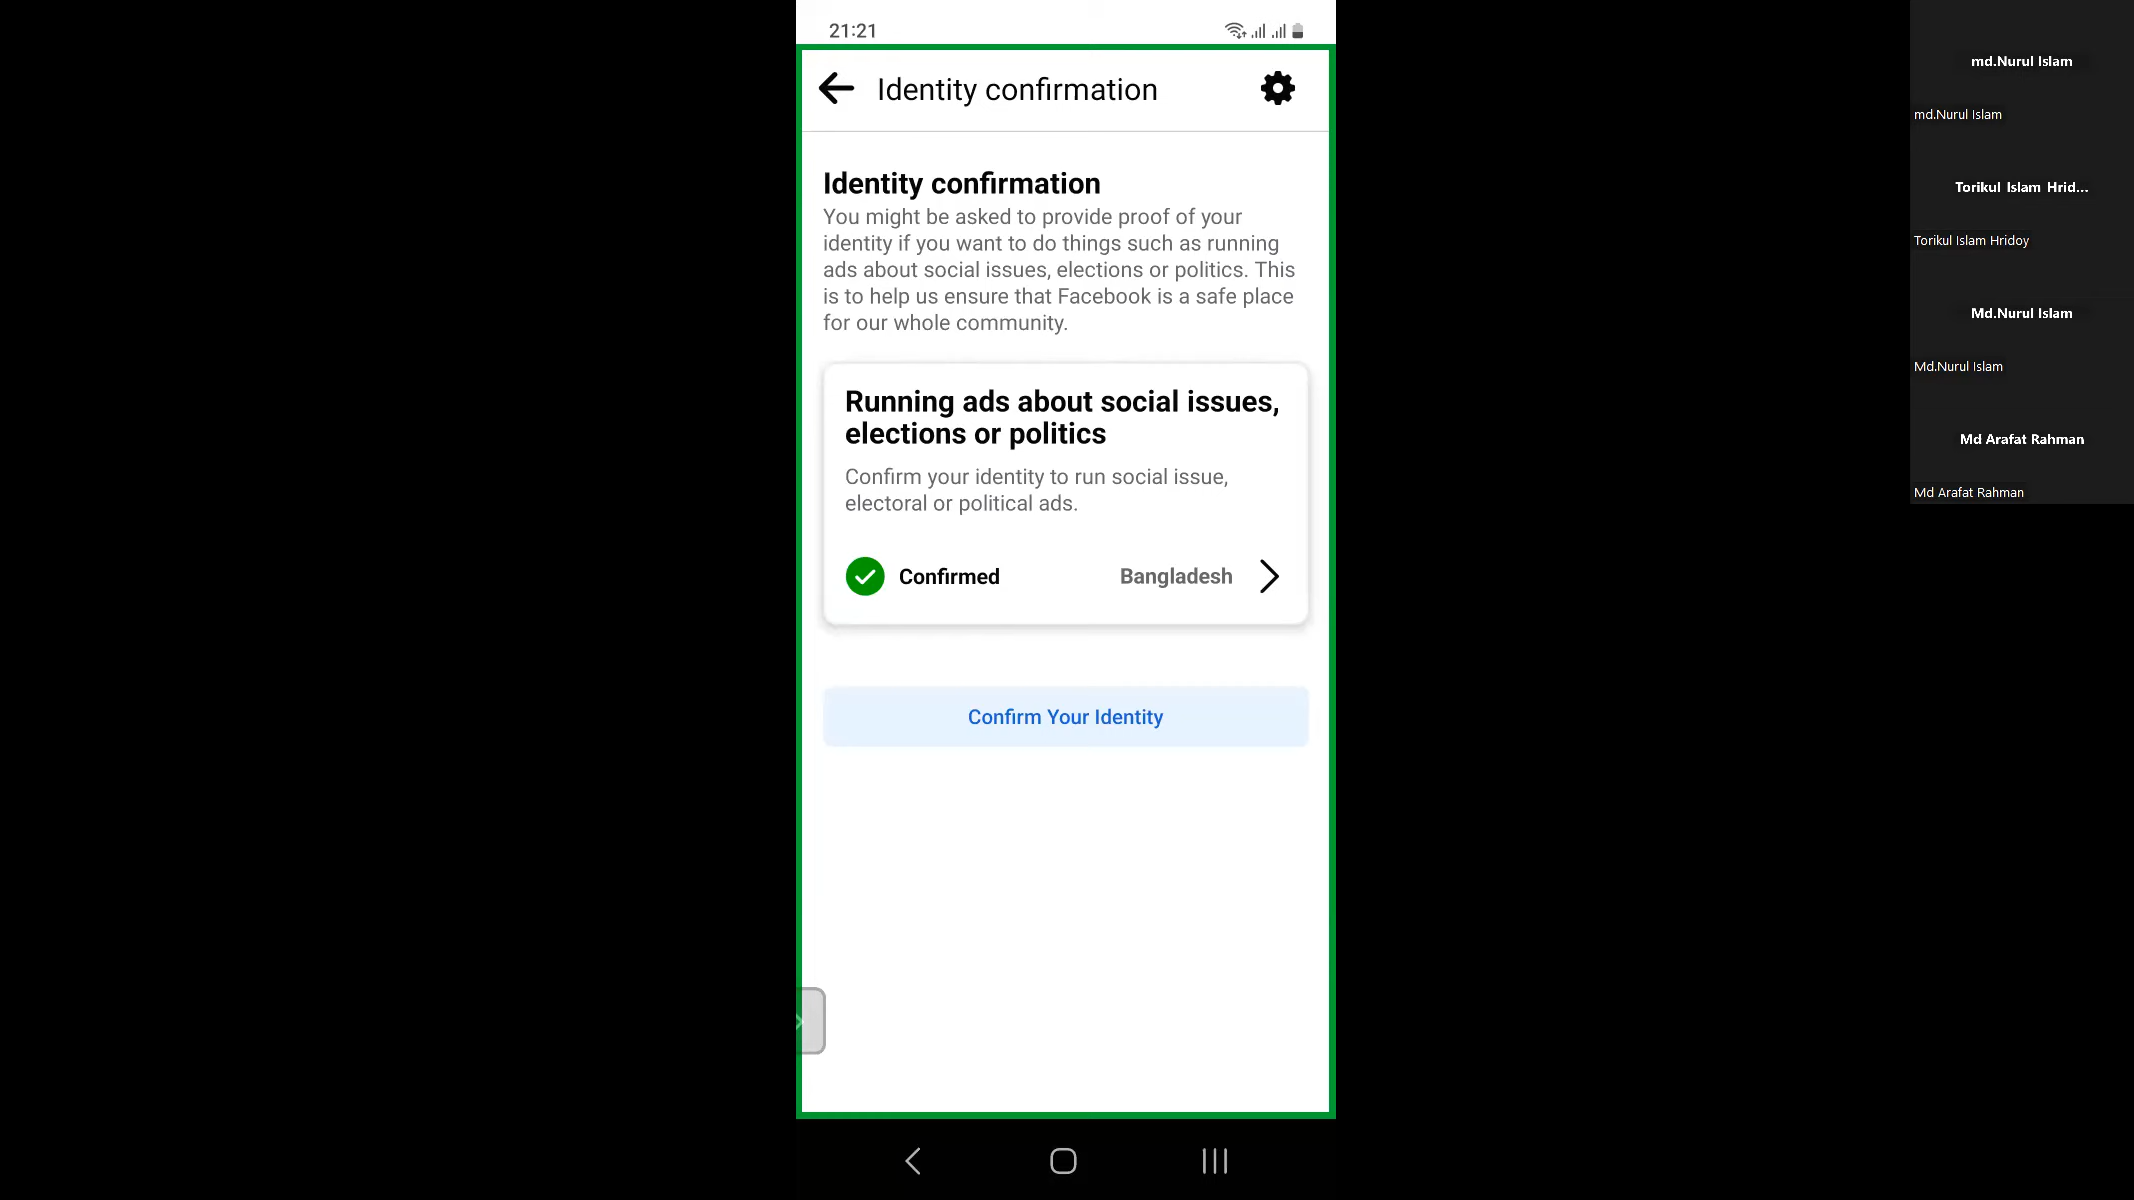 21:21
Identity confirmation
Identity confirmation
You might be asked to provide proof of your
identity if you want to do things such as running
ads about social issues, elections or politics. This
is to help us ensure that Facebook is a safe place
for our whole community.
Running ads about social issues,
elections or politics
Confirm your identity to run social issue,
electoral or political ads.
Confirmed Bangladesh
Confirm Your Identity
md.Nurul Islam
md.Nurul Islam
Torikul Islam Hrid...
Torikul Islam Hridoy
Md.Nurul Islam
Md.Nurul Islam
Md Arafat Rahman
Md Arafat Rahman